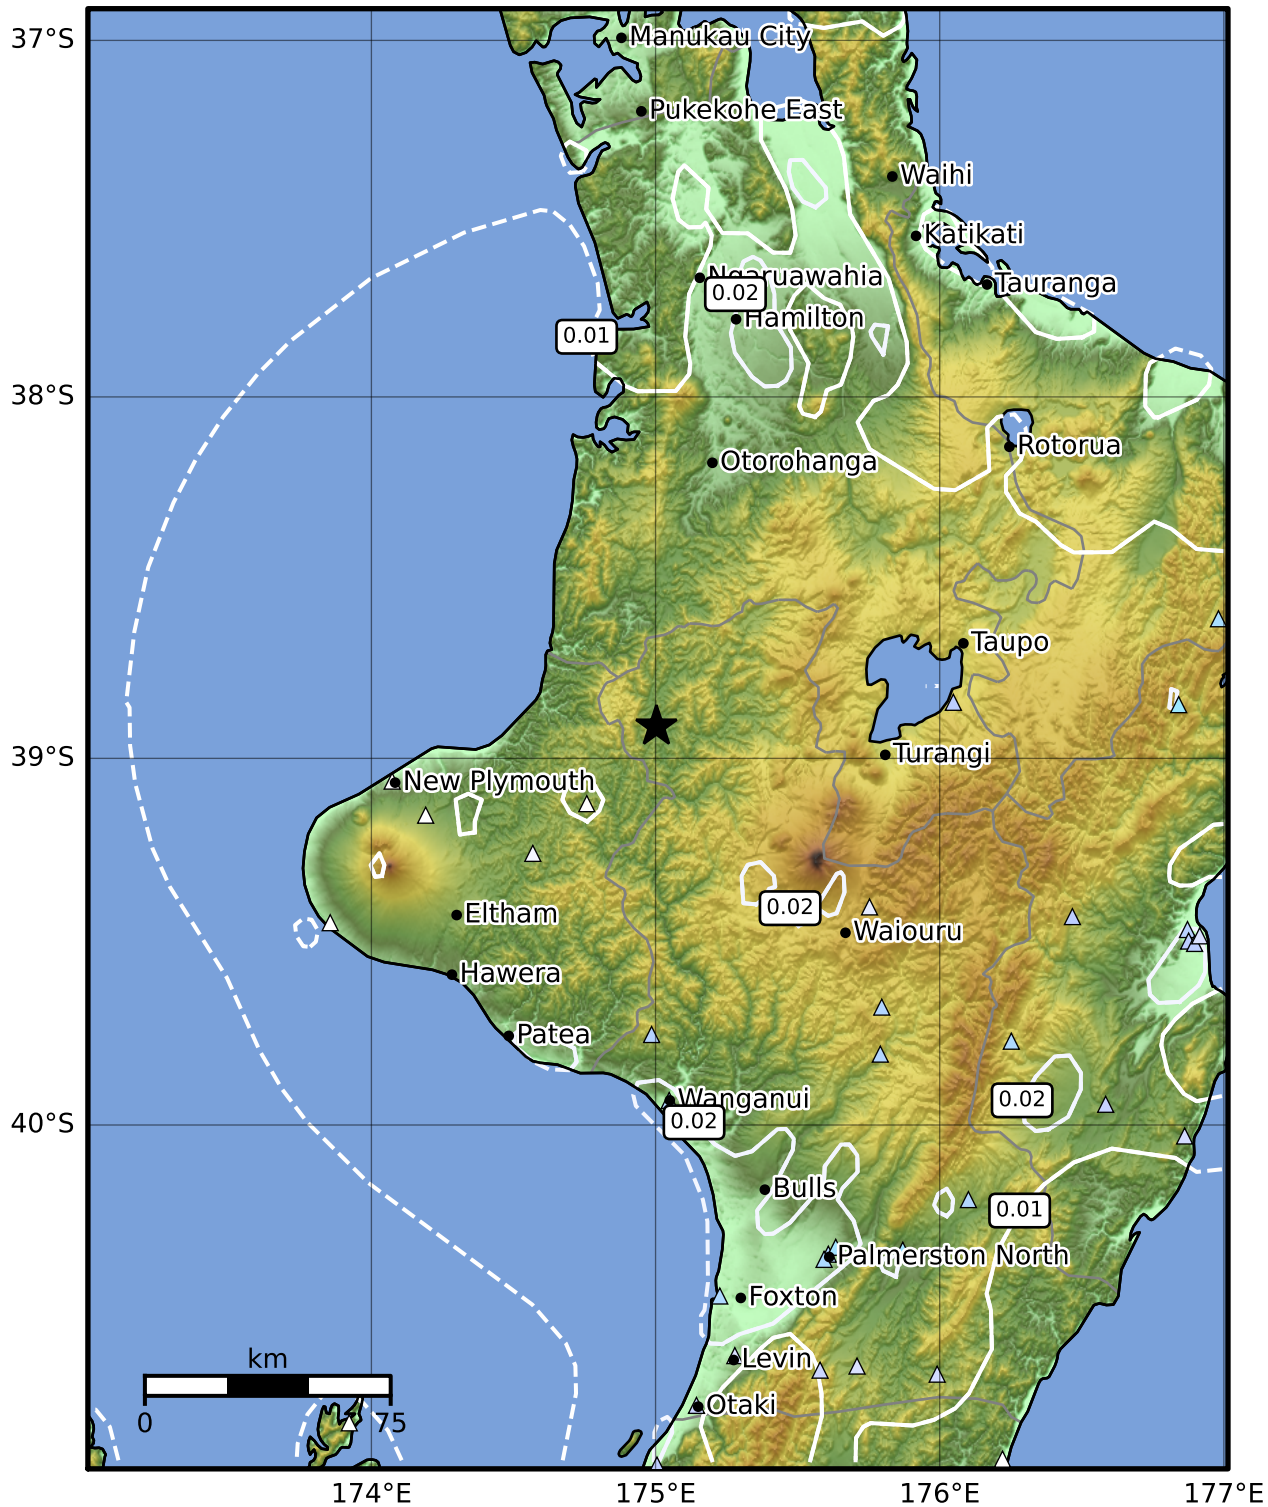 37°S
Manukau City
Pukekohe East
Waihi
Katikati
Ngaruawahia
Tauranga
0.02
Hamilton
0.01
38°S
Rotorua
Otorohanga
Taupo
39°S
Turangi
New Plymouth
0.02
Eltham
Waiouru
Hawera
Patea
Wanganui
0.02
0.02
40°S
Bulls
0.01
Palmerston North
Foxton
km
Levin
Otaki
0
75
174°E
175°E
176°E
177°E